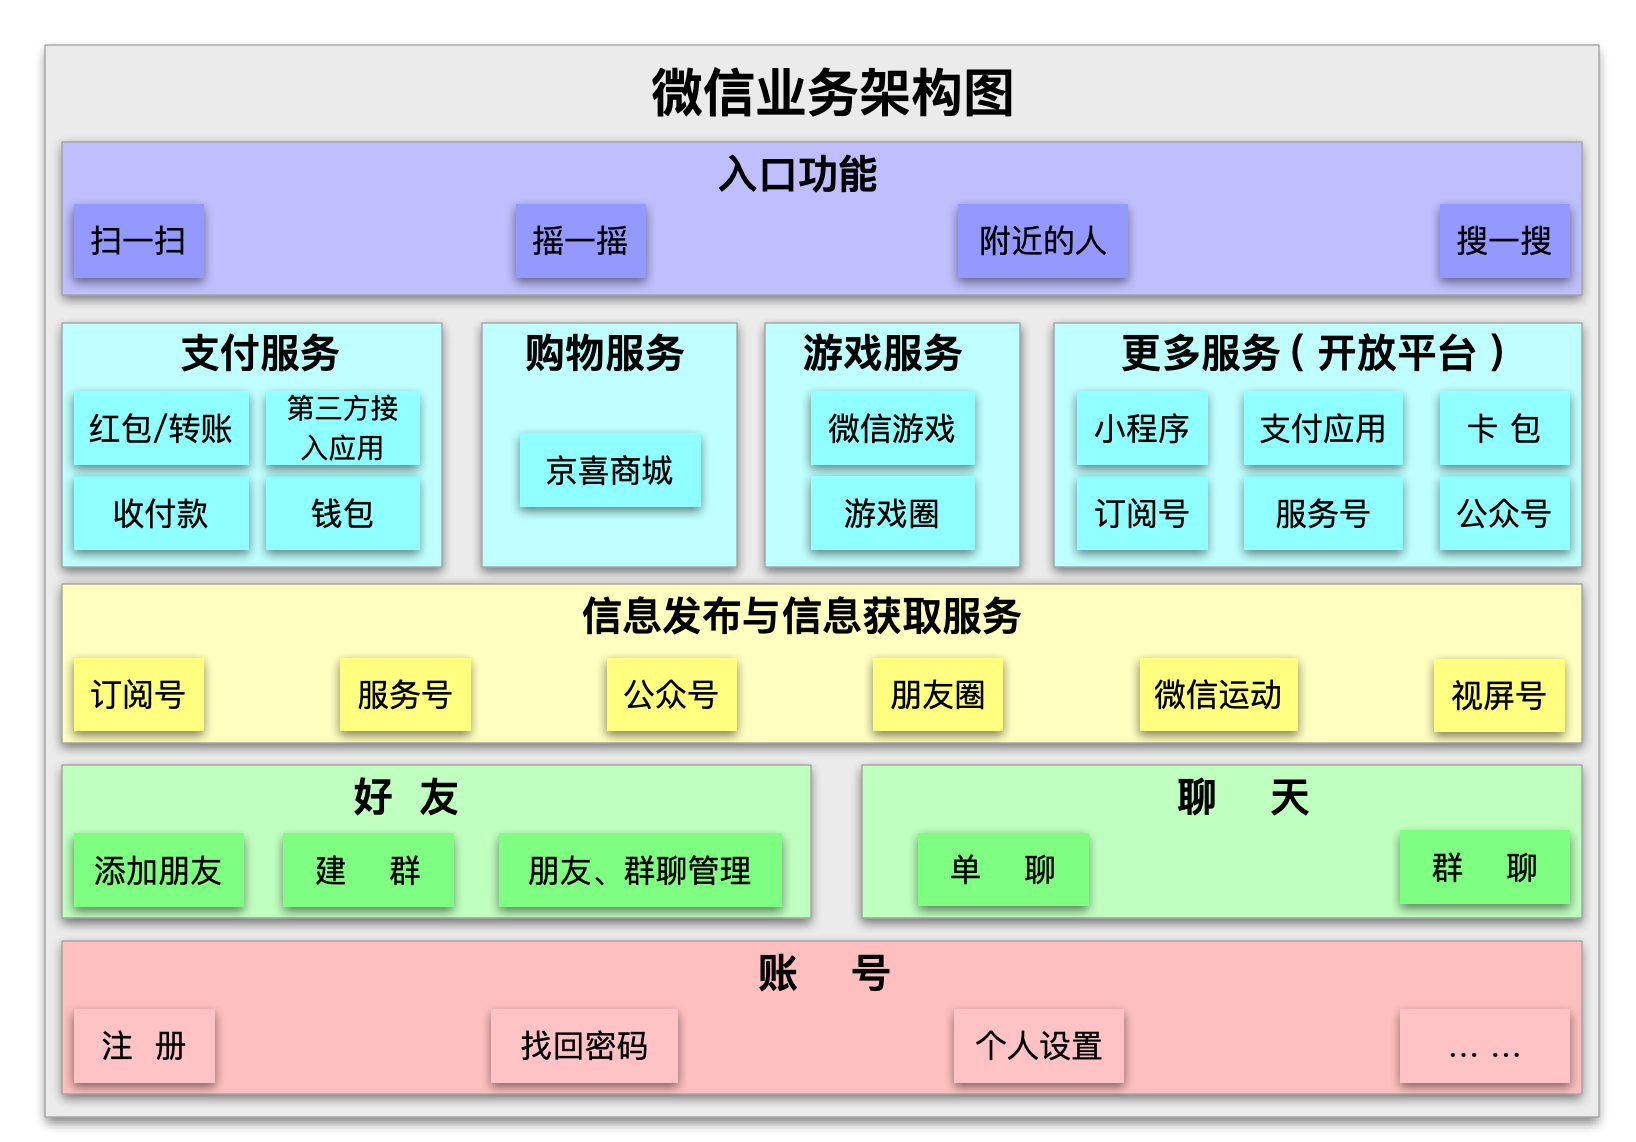 微信业务架构图
入口功能
扫一扫
摇一摇
附近的人
搜一搜
支付服务
红包/转账
第三方接
入应用
收付款
钱包
购物服务
京喜商城
游戏服务
微信游戏
游戏圈
更多服务（开放平台）
小程序
支付应用
卡 包
订阅号
服务号
公众号
信息发布与信息获取服务
订阅号
服务号
公众号
朋友圈
微信运动
视屏号
好 友
添加朋友
建 群
朋友、群聊管理
聊 天
单 聊
群 聊
账 号
注 册
找回密码
个人设置
... ...